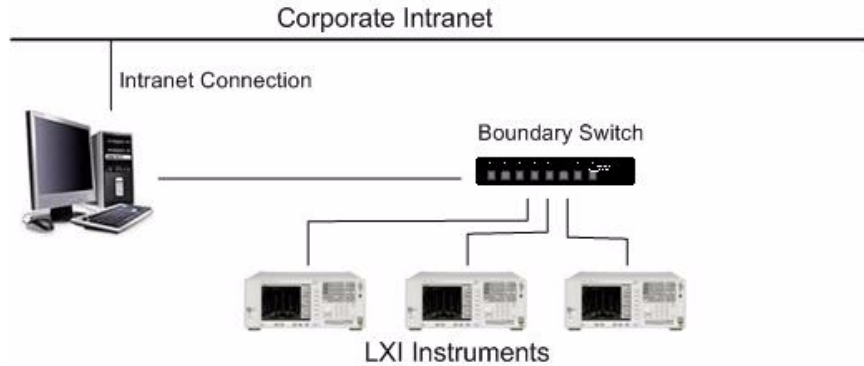 Corporate Intranet
Intranet Connection
Boundary Switch
LXI Instruments